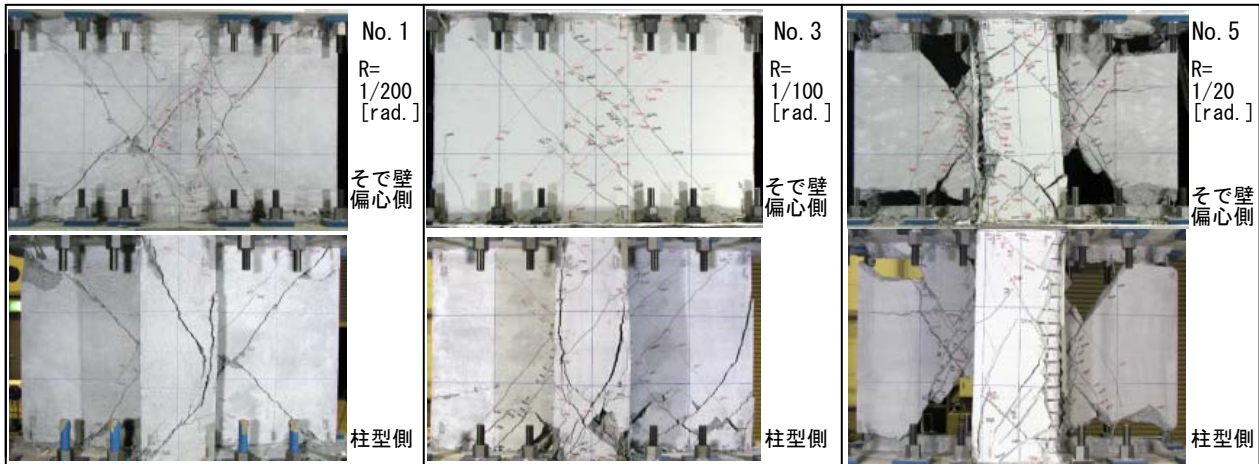 No. 1
R=
1/200
[rad.]
そで壁
偏心側
柱型側
No. 3
R=
1/100
[rad.]
そで壁
偏心側
柱型側
No. 5
R=
1/20
[rad.]
そで壁
偏心側
柱型側